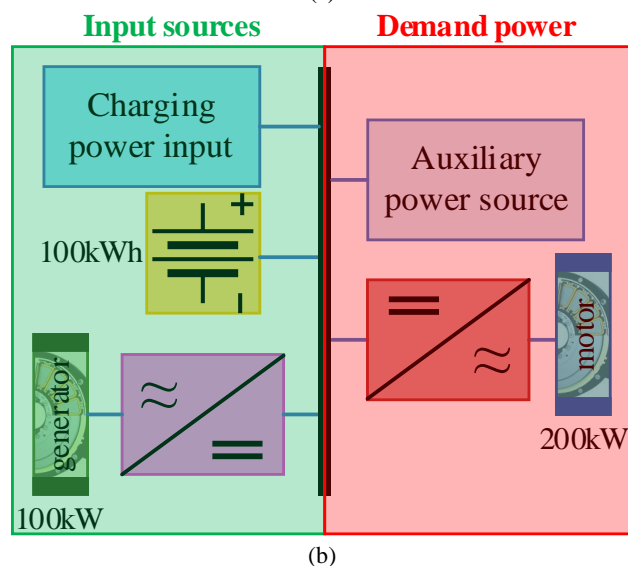 Input sources
Demand power
Charging
power input
Auxiliary
power source
+
100kWh
generator
motor
200kW
100kW
(b)